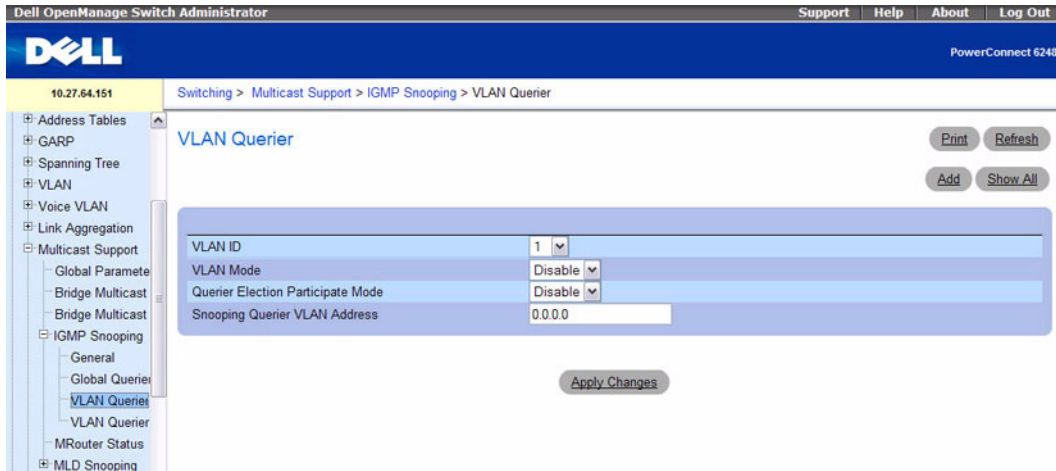 Dell OpenManage Switch Administrator Support Help About Log Out
DELL
PowerConnect 6248
10.27.64.151
Switching > Multicast Support > IGMP Snooping > VLAN Querier
Address Tables
GARP
Spanning Tree
VLAN
Voice VLAN
Link Aggregation
Multicast Support
Global Paramete
Bridge Multicast
Bridge Multicast
IGMP Snooping
General
Global Querier
VLAN Querier
VLAN Querier
MRouter Status
MLD Snooping
VLAN Querier
Print Refresh
Add Show All
VLAN ID 1
VLAN Mode Disable
Querier Election Participate Mode Disable
Snooping Querier VLAN Address 0.0.0.0
Apply Changes